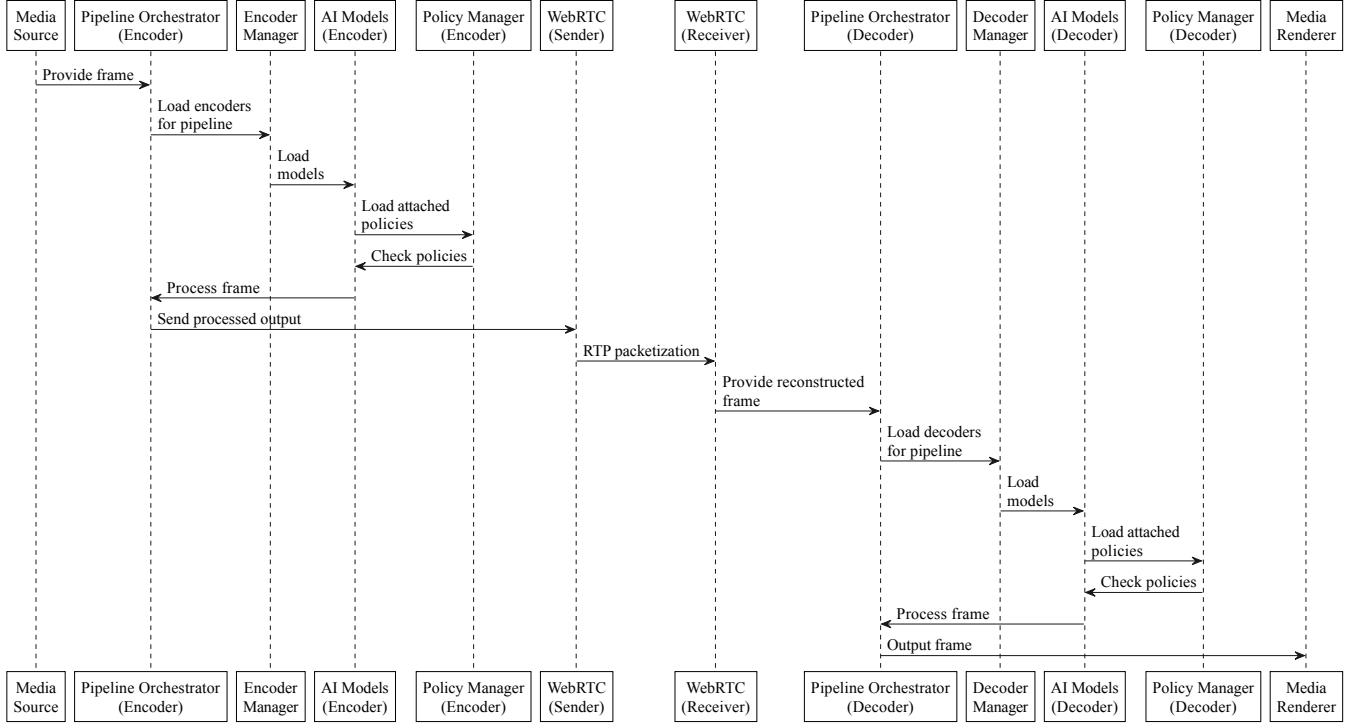 Media
Source
Pipeline Orchestrator
(Encoder)
Encoder
Manager
AI Models
(Encoder)
Policy Manager
(Encoder)
WebRTC
(Sender)
WebRTC
(Receiver)
Pipeline Orchestrator
(Decoder)
Decoder
Manager
AI Models
(Decoder)
Policy Manager
(Decoder)
Media
Renderer
Provide frame
Load encoders
for pipeline
Load
models
Load attached
policies
Check policies
Process frame
Send processed output
RTP packetization
Provide reconstructed
frame
Load decoders
for pipeline
Load
models
Load attached
policies
Check policies
Process frame
Output frame
Media
Source
Pipeline Orchestrator
(Encoder)
Encoder
Manager
AI Models
(Encoder)
Policy Manager
(Encoder)
WebRTC
(Sender)
WebRTC
(Receiver)
Pipeline Orchestrator
(Decoder)
Decoder
Manager
AI Models
(Decoder)
Policy Manager
(Decoder)
Media
Renderer